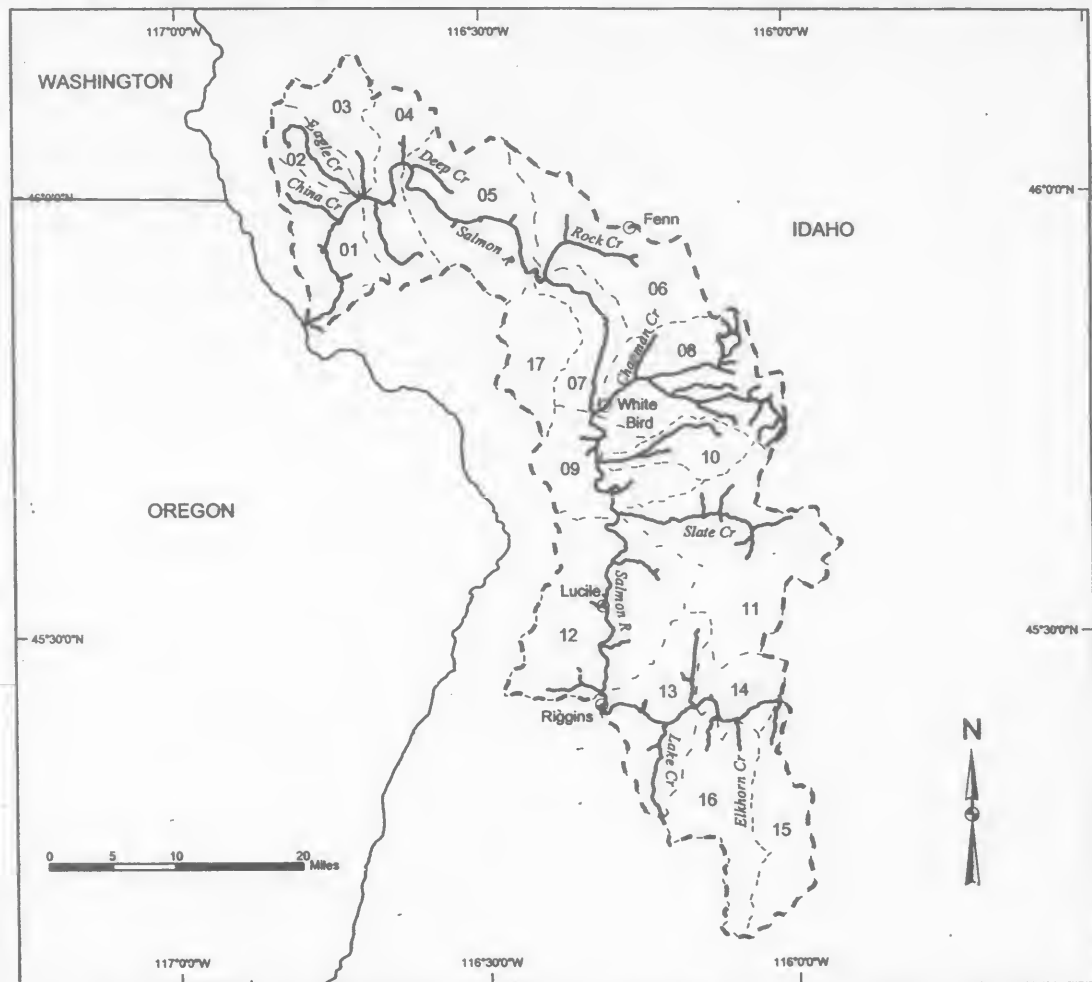 117°0'0"W
116°30'0"W
116°0'0"W
WASHINGTON
03
04
Eagle Cr
02
Deep Cr
China Cr
05
46°0'0"N
46°0'0"N
Fenn
IDAHO
Salmon R
Rock Cr
01
06
Chapman Cr
08
17
07
White
Bird
09
10
OREGON
Slate Cr
Salmon R
Lucile
11
45°30'0"N
45°30'0"N
12
13
14
Riggins
N
Lake Cr
Elkhorn Cr
16
15
0 5 10 20
Miles
117°0'0"W
116°30'0"W
116°0'0"W